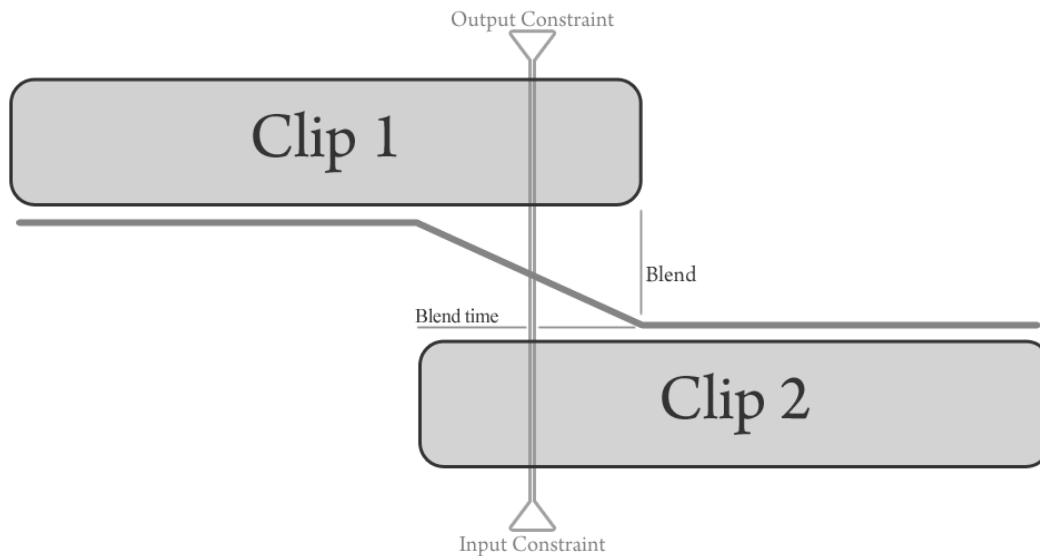 Output Constraint
Clip 1
Blend
Blend time
Clip 2
Input Constraint